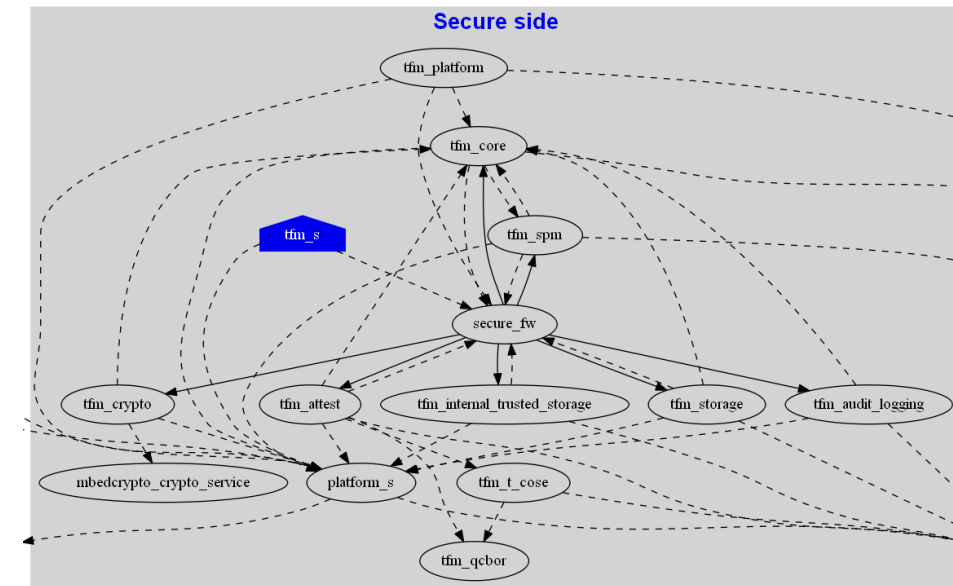 Secure side
tfm_platform
tfm_core
tfm_s
tfm_spm
secure_fw
tfm_crypto
tfm_attest
tfm_internal_trusted_storage
tfm_storage
tfm_audit_logging
mbedcrypto_crypto_service
platform_s
tfm_t_cose
tfm_qcbor